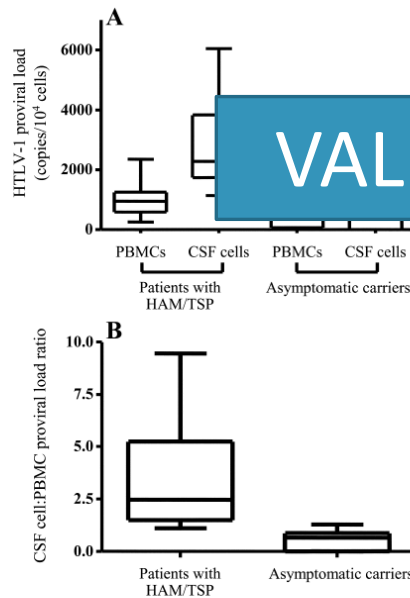 A
HTLV-1 proviral load
(copies/10⁴ cells)
6000
4000
2000
0
VAL
PBMCs CSF cells PBMCs CSF cells
Patients with
HAM/TSP
Asymptomatic carriers
B
CSF cell:PBMC proviral load ratio
10.0
7.5
5.0
2.5
0.0
Patients with
HAM/TSP
Asymptomatic carriers